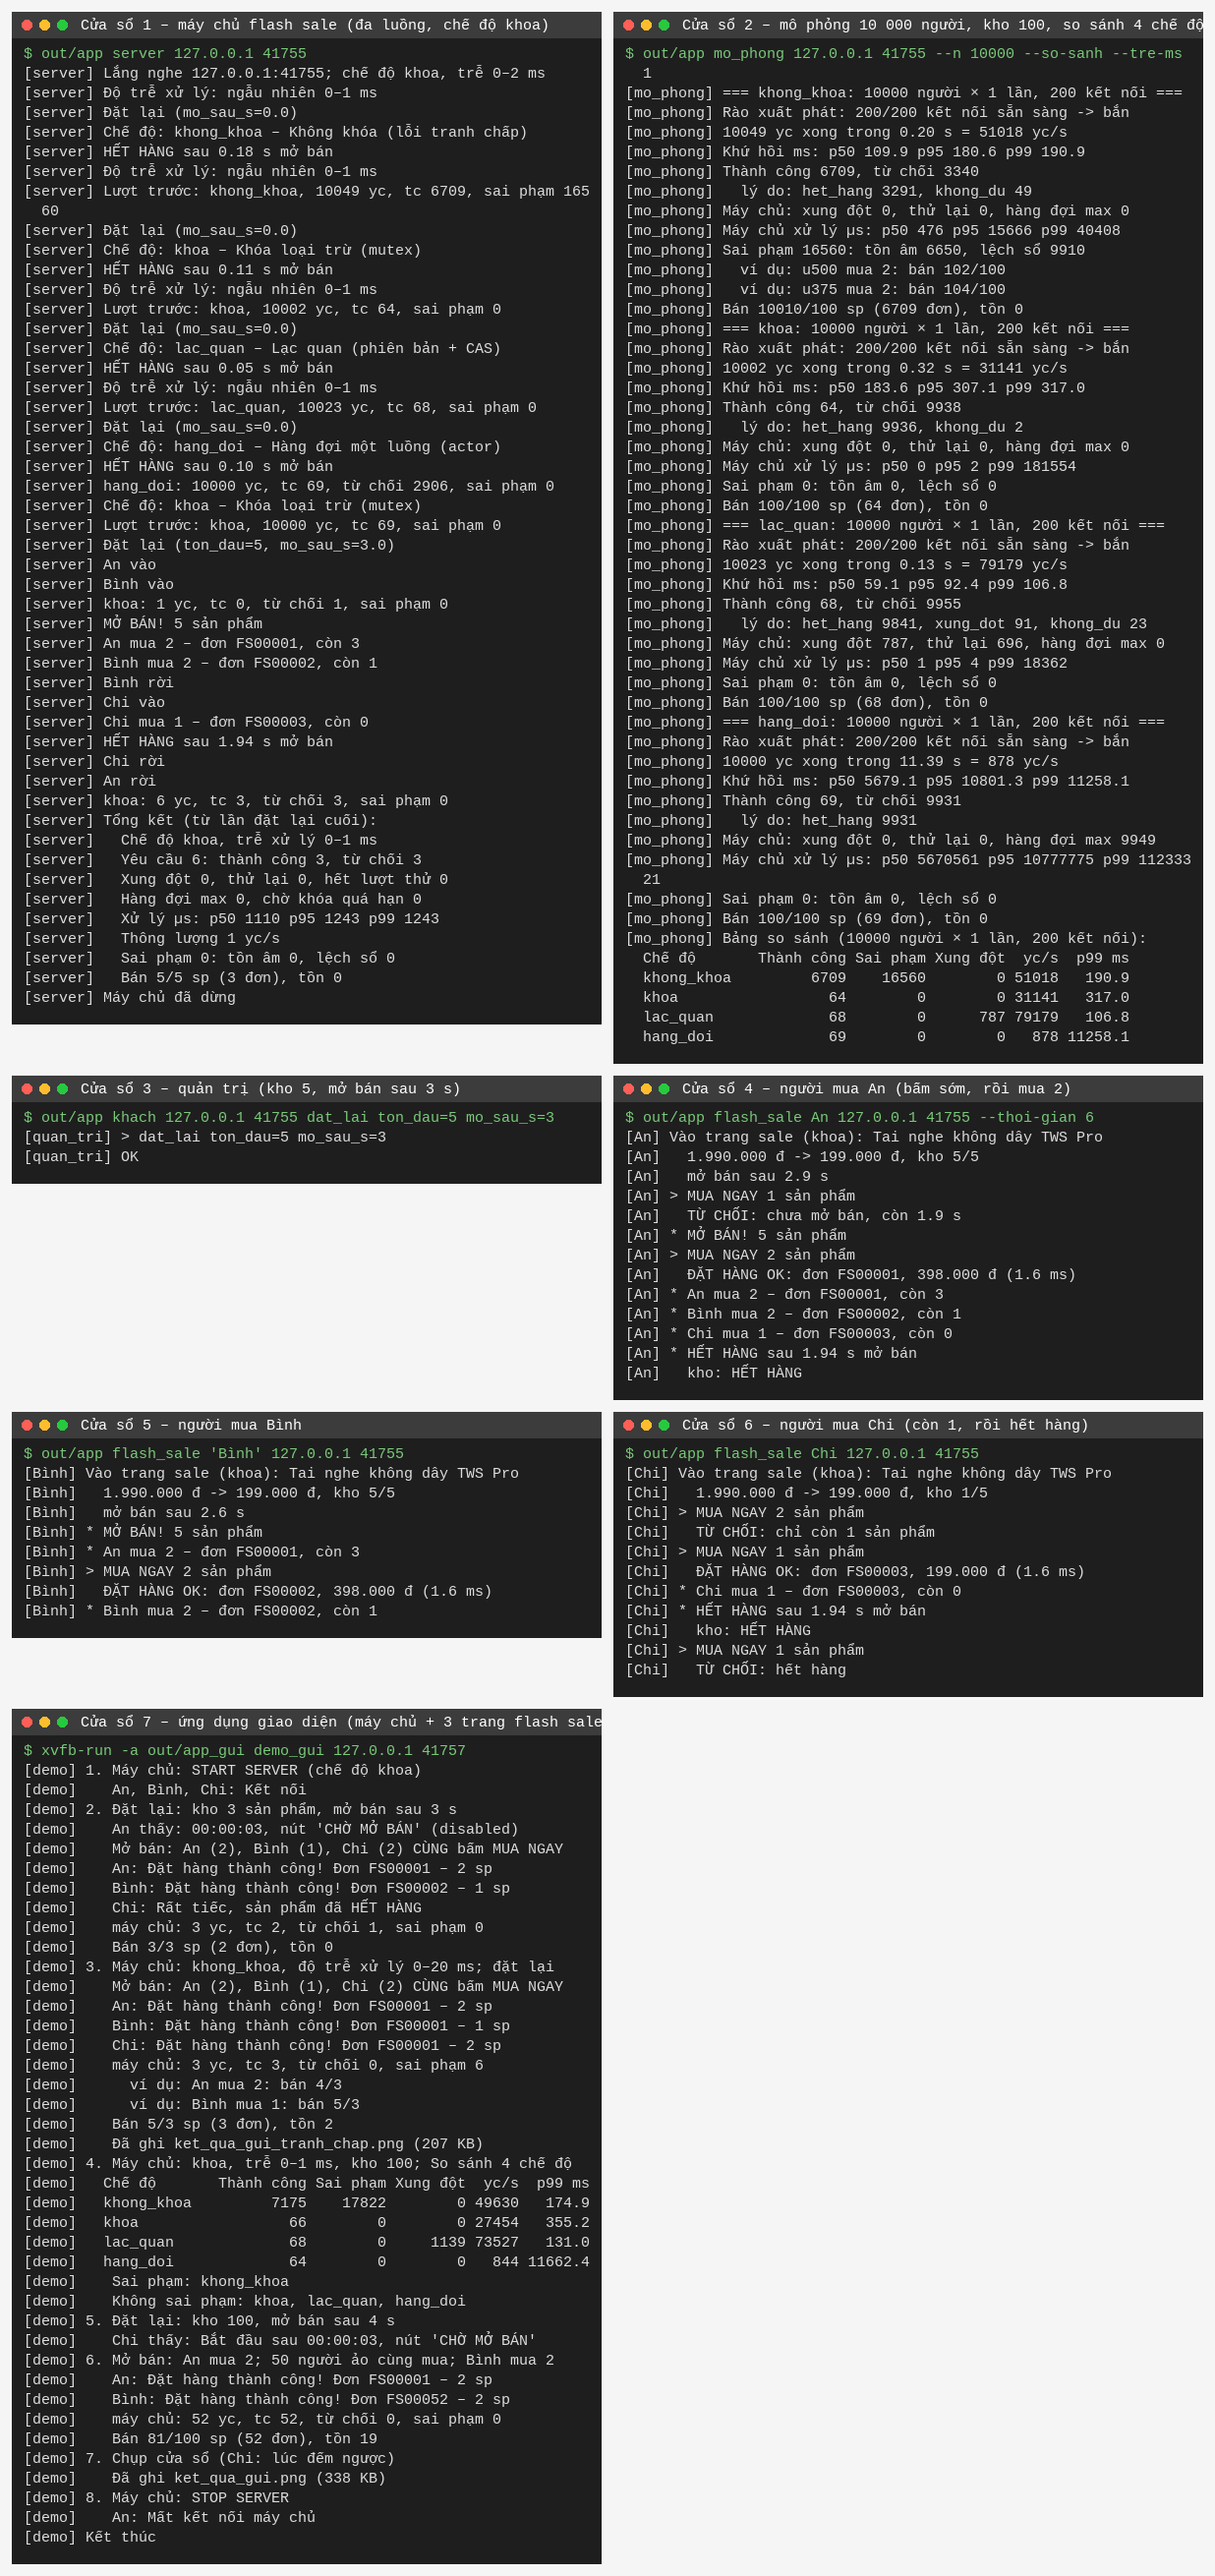 Cửa sổ 1 – máy chủ flash sale (đa luồng, chế độ khoa)
$ out/app server 127.0.0.1 41755
[server] Lắng nghe 127.0.0.1:41755; chế độ khoa, trễ 0–2 ms
[server] Độ trễ xử lý: ngẫu nhiên 0–1 ms
[server] Đặt lại (mo_sau_s=0.0)
[server] Chế độ: khong_khoa – Không khóa (lỗi tranh chấp)
[server] HẾT HÀNG sau 0.18 s mở bán
[server] Độ trễ xử lý: ngẫu nhiên 0–1 ms
[server] Lượt trước: khong_khoa, 10049 yc, tc 6709, sai phạm 165
60
[server] Đặt lại (mo_sau_s=0.0)
[server] Chế độ: khoa – Khóa loại trừ (mutex)
[server] HẾT HÀNG sau 0.11 s mở bán
[server] Độ trễ xử lý: ngẫu nhiên 0–1 ms
[server] Lượt trước: khoa, 10002 yc, tc 64, sai phạm 0
[server] Đặt lại (mo_sau_s=0.0)
[server] Chế độ: lac_quan – Lạc quan (phiên bản + CAS)
[server] HẾT HÀNG sau 0.05 s mở bán
[server] Độ trễ xử lý: ngẫu nhiên 0–1 ms
[server] Lượt trước: lac_quan, 10023 yc, tc 68, sai phạm 0
[server] Đặt lại (mo_sau_s=0.0)
[server] Chế độ: hang_doi – Hàng đợi một luồng (actor)
[server] HẾT HÀNG sau 0.10 s mở bán
[server] hang_doi: 10000 yc, tc 69, từ chối 2906, sai phạm 0
[server] Chế độ: khoa – Khóa loại trừ (mutex)
[server] Lượt trước: khoa, 10000 yc, tc 69, sai phạm 0
[server] Đặt lại (ton_dau=5, mo_sau_s=3.0)
[server] An vào
[server] Bình vào
[server] khoa: 1 yc, tc 0, từ chối 1, sai phạm 0
[server] MỞ BÁN! 5 sản phẩm
[server] An mua 2 – đơn FS00001, còn 3
[server] Bình mua 2 – đơn FS00002, còn 1
[server] Bình rời
[server] Chi vào
[server] Chi mua 1 – đơn FS00003, còn 0
[server] HẾT HÀNG sau 1.94 s mở bán
[server] Chi rời
[server] An rời
[server] khoa: 6 yc, tc 3, từ chối 3, sai phạm 0
[server] Tổng kết (từ lần đặt lại cuối):
[server]   Chế độ khoa, trễ xử lý 0–1 ms
[server]   Yêu cầu 6: thành công 3, từ chối 3
[server]   Xung đột 0, thử lại 0, hết lượt thử 0
[server]   Hàng đợi max 0, chờ khóa quá hạn 0
[server]   Xử lý µs: p50 1110 p95 1243 p99 1243
[server]   Thông lượng 1 yc/s
[server]   Sai phạm 0: tồn âm 0, lệch sổ 0
[server]   Bán 5/5 sp (3 đơn), tồn 0
[server] Máy chủ đã dừng
Cửa sổ 2 – mô phỏng 10 000 người, kho 100, so sánh 4 chế độ
$ out/app mo_phong 127.0.0.1 41755 --n 10000 --so-sanh --tre-ms
1
[mo_phong] === khong_khoa: 10000 người × 1 lần, 200 kết nối ===
[mo_phong] Rào xuất phát: 200/200 kết nối sẵn sàng -> bắn
[mo_phong] 10049 yc xong trong 0.20 s = 51018 yc/s
[mo_phong] Khứ hồi ms: p50 109.9 p95 180.6 p99 190.9
[mo_phong] Thành công 6709, từ chối 3340
[mo_phong]   lý do: het_hang 3291, khong_du 49
[mo_phong] Máy chủ: xung đột 0, thử lại 0, hàng đợi max 0
[mo_phong] Máy chủ xử lý µs: p50 476 p95 15666 p99 40408
[mo_phong] Sai phạm 16560: tồn âm 6650, lệch sổ 9910
[mo_phong]   ví dụ: u500 mua 2: bán 102/100
[mo_phong]   ví dụ: u375 mua 2: bán 104/100
[mo_phong] Bán 10010/100 sp (6709 đơn), tồn 0
[mo_phong] === khoa: 10000 người × 1 lần, 200 kết nối ===
[mo_phong] Rào xuất phát: 200/200 kết nối sẵn sàng -> bắn
[mo_phong] 10002 yc xong trong 0.32 s = 31141 yc/s
[mo_phong] Khứ hồi ms: p50 183.6 p95 307.1 p99 317.0
[mo_phong] Thành công 64, từ chối 9938
[mo_phong]   lý do: het_hang 9936, khong_du 2
[mo_phong] Máy chủ: xung đột 0, thử lại 0, hàng đợi max 0
[mo_phong] Máy chủ xử lý µs: p50 0 p95 2 p99 181554
[mo_phong] Sai phạm 0: tồn âm 0, lệch sổ 0
[mo_phong] Bán 100/100 sp (64 đơn), tồn 0
[mo_phong] === lac_quan: 10000 người × 1 lần, 200 kết nối ===
[mo_phong] Rào xuất phát: 200/200 kết nối sẵn sàng -> bắn
[mo_phong] 10023 yc xong trong 0.13 s = 79179 yc/s
[mo_phong] Khứ hồi ms: p50 59.1 p95 92.4 p99 106.8
[mo_phong] Thành công 68, từ chối 9955
[mo_phong]   lý do: het_hang 9841, xung_dot 91, khong_du 23
[mo_phong] Máy chủ: xung đột 787, thử lại 696, hàng đợi max 0
[mo_phong] Máy chủ xử lý µs: p50 1 p95 4 p99 18362
[mo_phong] Sai phạm 0: tồn âm 0, lệch sổ 0
[mo_phong] Bán 100/100 sp (68 đơn), tồn 0
[mo_phong] === hang_doi: 10000 người × 1 lần, 200 kết nối ===
[mo_phong] Rào xuất phát: 200/200 kết nối sẵn sàng -> bắn
[mo_phong] 10000 yc xong trong 11.39 s = 878 yc/s
[mo_phong] Khứ hồi ms: p50 5679.1 p95 10801.3 p99 11258.1
[mo_phong] Thành công 69, từ chối 9931
[mo_phong]   lý do: het_hang 9931
[mo_phong] Máy chủ: xung đột 0, thử lại 0, hàng đợi max 9949
[mo_phong] Máy chủ xử lý µs: p50 5670561 p95 10777775 p99 112333
21
[mo_phong] Sai phạm 0: tồn âm 0, lệch sổ 0
[mo_phong] Bán 100/100 sp (69 đơn), tồn 0
[mo_phong] Bảng so sánh (10000 người × 1 lần, 200 kết nối):
Chế độ       Thành công Sai phạm Xung đột  yc/s  p99 ms
khong_khoa         6709    16560        0 51018   190.9
khoa                 64        0        0 31141   317.0
lac_quan             68        0      787 79179   106.8
hang_doi             69        0        0   878 11258.1
Cửa sổ 3 – quản trị (kho 5, mở bán sau 3 s)
$ out/app khach 127.0.0.1 41755 dat_lai ton_dau=5 mo_sau_s=3
[quan_tri] > dat_lai ton_dau=5 mo_sau_s=3
[quan_tri] OK
Cửa sổ 4 – người mua An (bấm sớm, rồi mua 2)
$ out/app flash_sale An 127.0.0.1 41755 --thoi-gian 6
[An] Vào trang sale (khoa): Tai nghe không dây TWS Pro
[An]   1.990.000 đ -> 199.000 đ, kho 5/5
[An]   mở bán sau 2.9 s
[An] > MUA NGAY 1 sản phẩm
[An]   TỪ CHỐI: chưa mở bán, còn 1.9 s
[An] * MỞ BÁN! 5 sản phẩm
[An] > MUA NGAY 2 sản phẩm
[An]   ĐẶT HÀNG OK: đơn FS00001, 398.000 đ (1.6 ms)
[An] * An mua 2 – đơn FS00001, còn 3
[An] * Bình mua 2 – đơn FS00002, còn 1
[An] * Chi mua 1 – đơn FS00003, còn 0
[An] * HẾT HÀNG sau 1.94 s mở bán
[An]   kho: HẾT HÀNG
Cửa sổ 5 – người mua Bình
$ out/app flash_sale 'Bình' 127.0.0.1 41755
[Bình] Vào trang sale (khoa): Tai nghe không dây TWS Pro
[Bình]   1.990.000 đ -> 199.000 đ, kho 5/5
[Bình]   mở bán sau 2.6 s
[Bình] * MỞ BÁN! 5 sản phẩm
[Bình] * An mua 2 – đơn FS00001, còn 3
[Bình] > MUA NGAY 2 sản phẩm
[Bình]   ĐẶT HÀNG OK: đơn FS00002, 398.000 đ (1.6 ms)
[Bình] * Bình mua 2 – đơn FS00002, còn 1
Cửa sổ 6 – người mua Chi (còn 1, rồi hết hàng)
$ out/app flash_sale Chi 127.0.0.1 41755
[Chi] Vào trang sale (khoa): Tai nghe không dây TWS Pro
[Chi]   1.990.000 đ -> 199.000 đ, kho 1/5
[Chi] > MUA NGAY 2 sản phẩm
[Chi]   TỪ CHỐI: chỉ còn 1 sản phẩm
[Chi] > MUA NGAY 1 sản phẩm
[Chi]   ĐẶT HÀNG OK: đơn FS00003, 199.000 đ (1.6 ms)
[Chi] * Chi mua 1 – đơn FS00003, còn 0
[Chi] * HẾT HÀNG sau 1.94 s mở bán
[Chi]   kho: HẾT HÀNG
[Chi] > MUA NGAY 1 sản phẩm
[Chi]   TỪ CHỐI: hết hàng
Cửa sổ 7 – ứng dụng giao diện (máy chủ + 3 trang flash sale
$ xvfb-run -a out/app_gui demo_gui 127.0.0.1 41757
[demo] 1. Máy chủ: START SERVER (chế độ khoa)
[demo]    An, Bình, Chi: Kết nối
[demo] 2. Đặt lại: kho 3 sản phẩm, mở bán sau 3 s
[demo]    An thấy: 00:00:03, nút 'CHỜ MỞ BÁN' (disabled)
[demo]    Mở bán: An (2), Bình (1), Chi (2) CÙNG bấm MUA NGAY
[demo]    An: Đặt hàng thành công! Đơn FS00001 – 2 sp
[demo]    Bình: Đặt hàng thành công! Đơn FS00002 – 1 sp
[demo]    Chi: Rất tiếc, sản phẩm đã HẾT HÀNG
[demo]    máy chủ: 3 yc, tc 2, từ chối 1, sai phạm 0
[demo]    Bán 3/3 sp (2 đơn), tồn 0
[demo] 3. Máy chủ: khong_khoa, độ trễ xử lý 0–20 ms; đặt lại
[demo]    Mở bán: An (2), Bình (1), Chi (2) CÙNG bấm MUA NGAY
[demo]    An: Đặt hàng thành công! Đơn FS00001 – 2 sp
[demo]    Bình: Đặt hàng thành công! Đơn FS00001 – 1 sp
[demo]    Chi: Đặt hàng thành công! Đơn FS00001 – 2 sp
[demo]    máy chủ: 3 yc, tc 3, từ chối 0, sai phạm 6
[demo]      ví dụ: An mua 2: bán 4/3
[demo]      ví dụ: Bình mua 1: bán 5/3
[demo]    Bán 5/3 sp (3 đơn), tồn 2
[demo]    Đã ghi ket_qua_gui_tranh_chap.png (207 KB)
[demo] 4. Máy chủ: khoa, trễ 0–1 ms, kho 100; So sánh 4 chế độ
[demo]   Chế độ       Thành công Sai phạm Xung đột  yc/s  p99 ms
[demo]   khong_khoa         7175    17822        0 49630   174.9
[demo]   khoa                 66        0        0 27454   355.2
[demo]   lac_quan             68        0     1139 73527   131.0
[demo]   hang_doi             64        0        0   844 11662.4
[demo]    Sai phạm: khong_khoa
[demo]    Không sai phạm: khoa, lac_quan, hang_doi
[demo] 5. Đặt lại: kho 100, mở bán sau 4 s
[demo]    Chi thấy: Bắt đầu sau 00:00:03, nút 'CHỜ MỞ BÁN'
[demo] 6. Mở bán: An mua 2; 50 người ảo cùng mua; Bình mua 2
[demo]    An: Đặt hàng thành công! Đơn FS00001 – 2 sp
[demo]    Bình: Đặt hàng thành công! Đơn FS00052 – 2 sp
[demo]    máy chủ: 52 yc, tc 52, từ chối 0, sai phạm 0
[demo]    Bán 81/100 sp (52 đơn), tồn 19
[demo] 7. Chụp cửa sổ (Chi: lúc đếm ngược)
[demo]    Đã ghi ket_qua_gui.png (338 KB)
[demo] 8. Máy chủ: STOP SERVER
[demo]    An: Mất kết nối máy chủ
[demo] Kết thúc